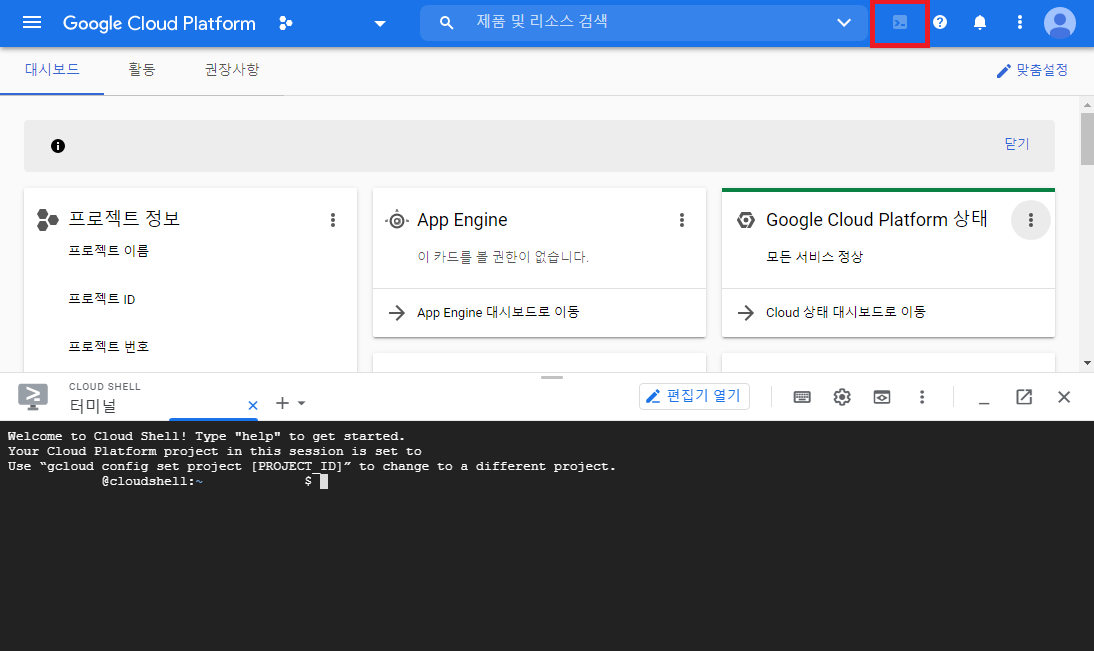 Google Cloud Platform
제품 및 리소스 검색
대시보드
활동
권장사항
맞춤설정
닫기
프로젝트 정보
프로젝트 이름
프로젝트 ID
프로젝트 번호
App Engine
이 카드를 볼 권한이 없습니다.
App Engine 대시보드로 이동
Google Cloud Platform 상태
모든 서비스 정상
Cloud 상태 대시보드로 이동
CLOUD SHELL
터미널
편집기 열기
Welcome to Cloud Shell! Type "help" to get started.
Your Cloud Platform project in this session is set to
Use “gcloud config set project [PROJECT_ID]” to change to a different project.
@cloudshell:~ $